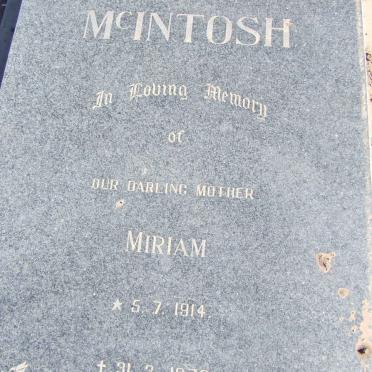 McINTOSH
In Loving Memory
of
OUR DARLING MOTHER
MIRIAM
* 5. 7. 1914.